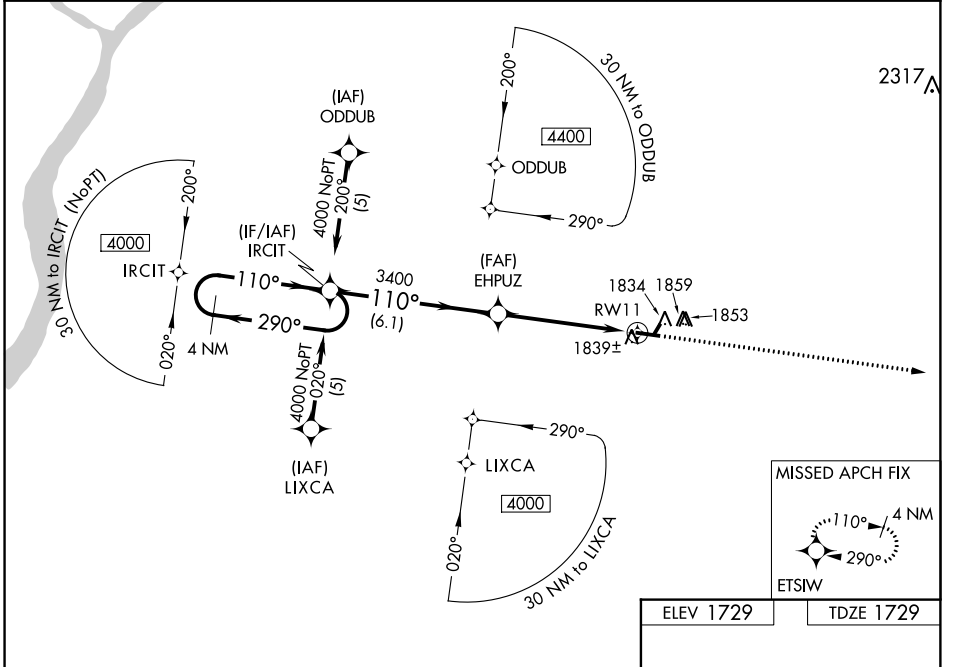 2317
(IAF)
ODDUB
4000 NoPT
200°
(5)
200°
30 NM to ODDUB
4400
ODDUB
290°
30 NM to IRCIT (NoPT)
200°
4000
IRCIT
020°
(IF/IAF)
IRCIT
110°
290°
4 NM
3400
110°
(6.1)
(FAF)
EHPUZ
RW11
1834
1859
1853
1839±
4000 NoPT
020°
(5)
(IAF)
LIXCA
290°
LIXCA
4000
020°
30 NM to LIXCA
MISSED APCH FIX
110°
4 NM
290°
ETSIW
ELEV 1729
TDZE 1729